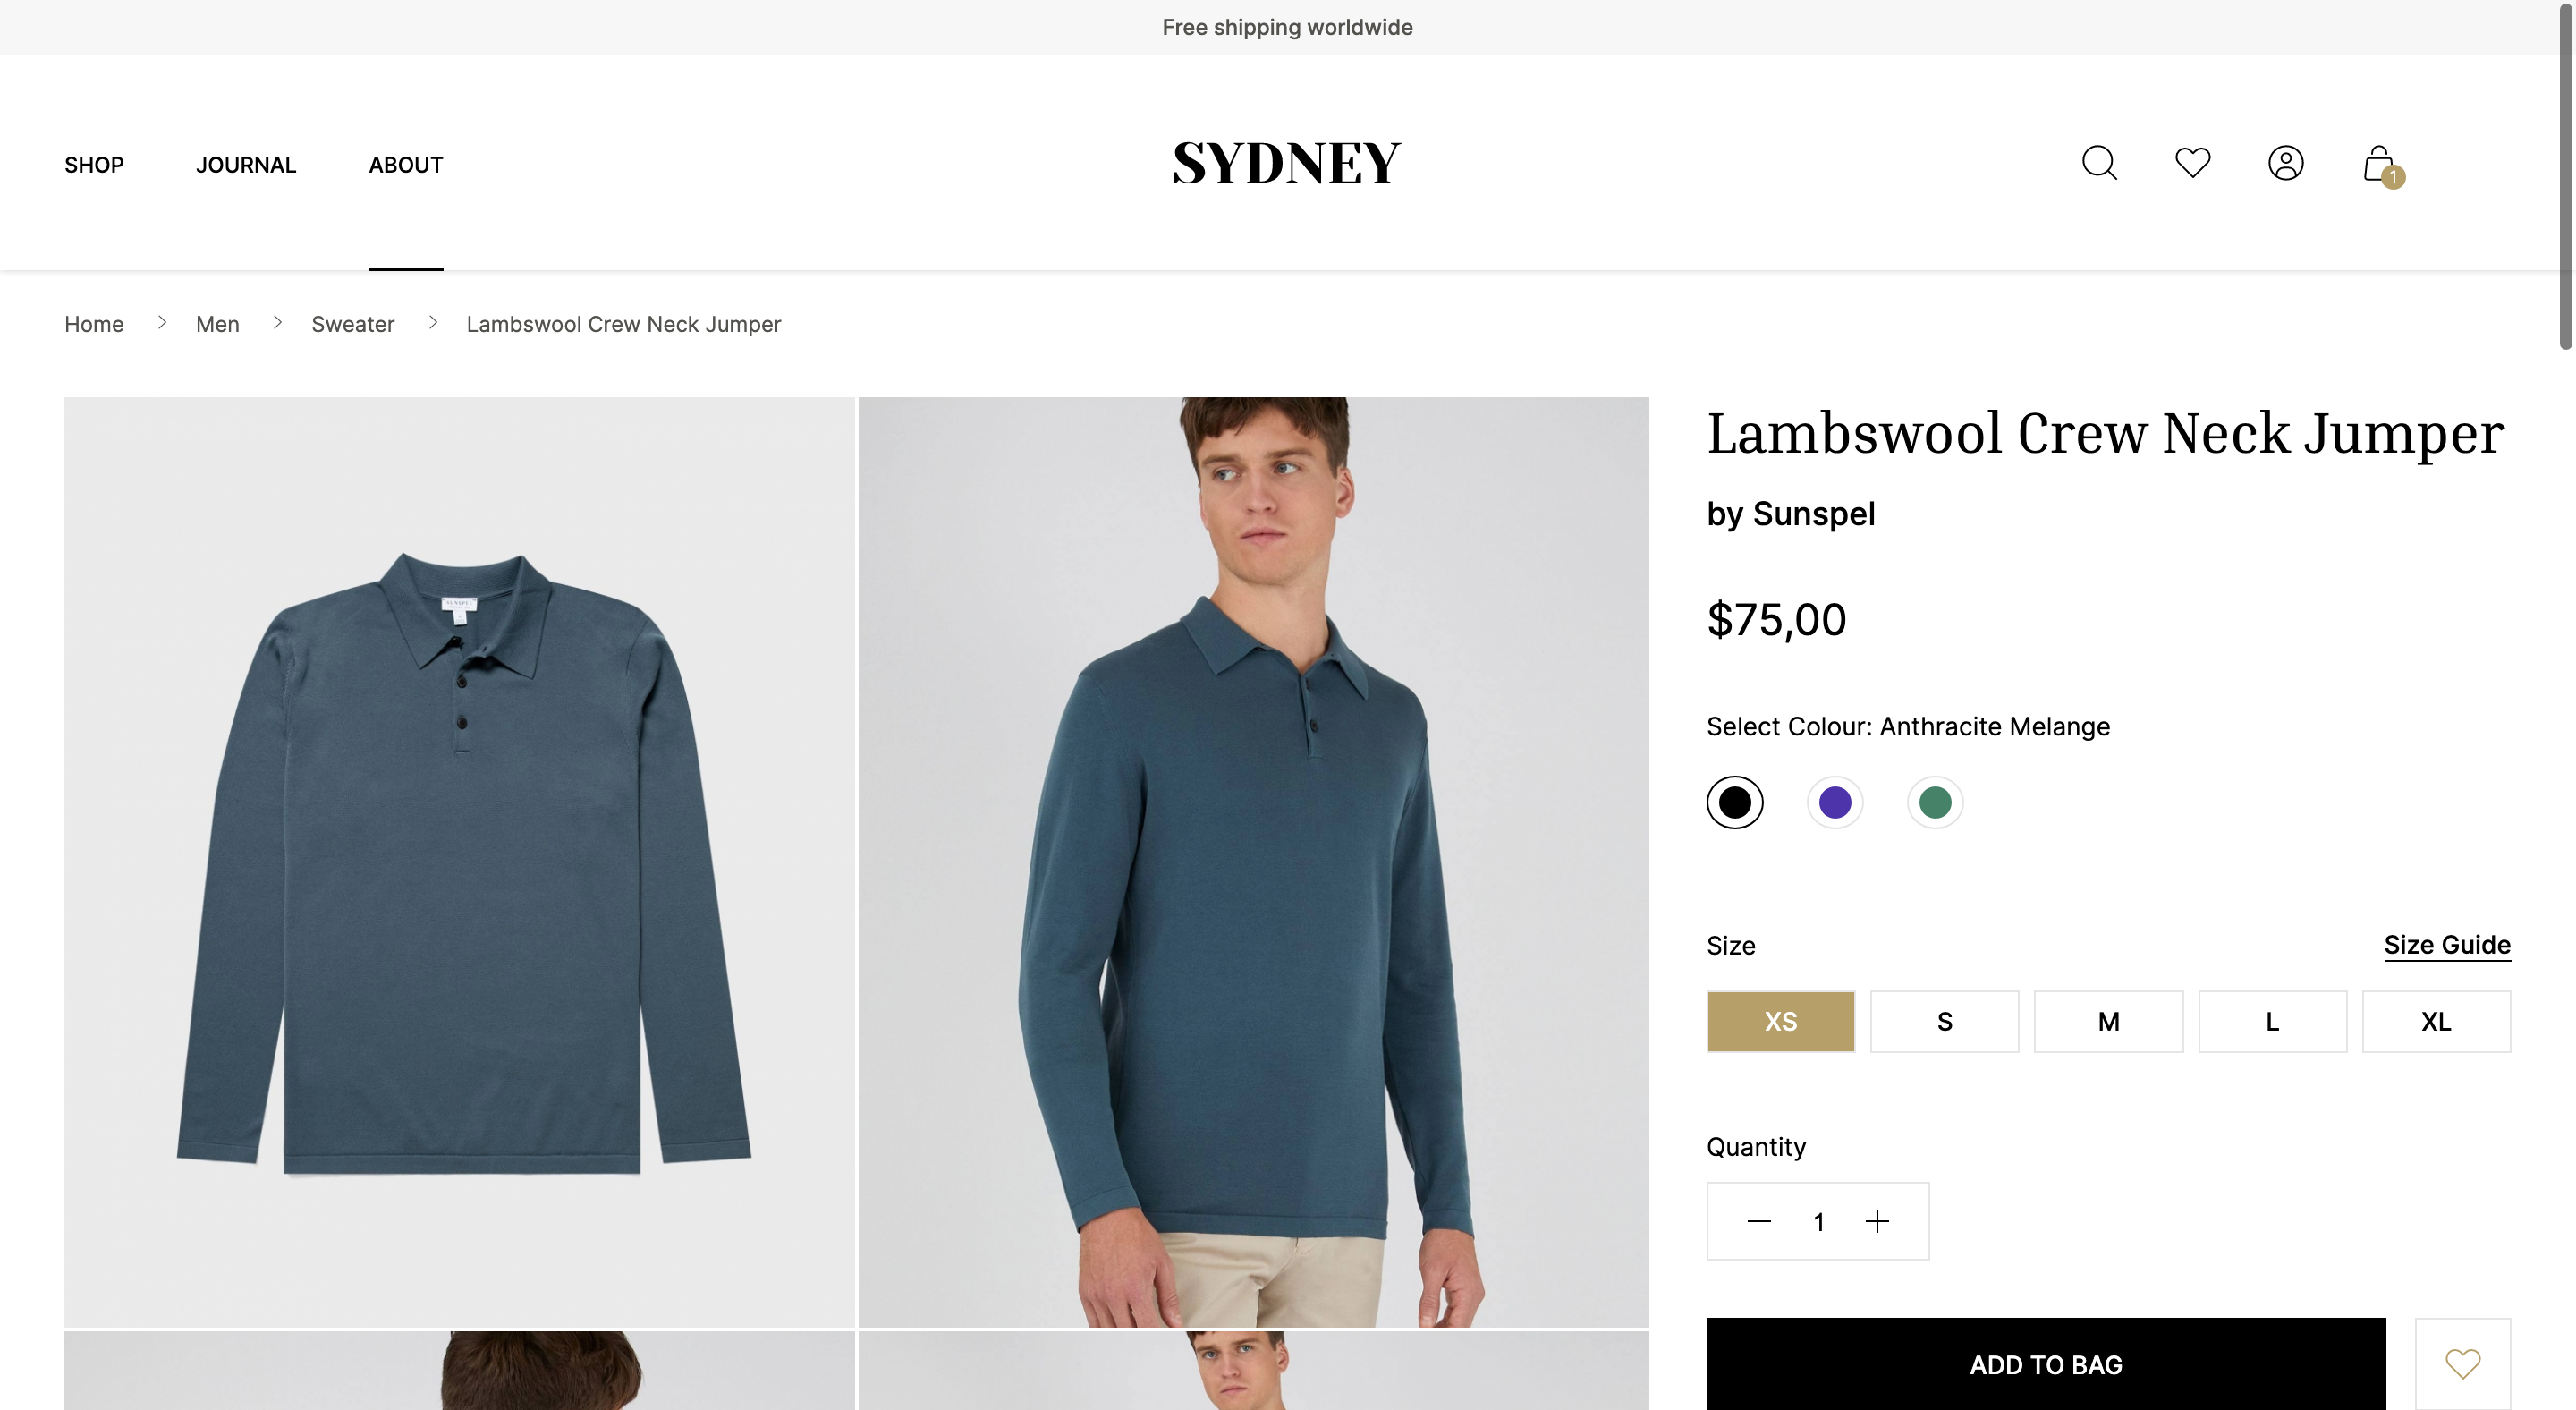 Free shipping worldwide
SHOP JOURNAL ABOUT
SYDNEY
1
Home Men Sweater Lambswool Crew Neck Jumper
Lambswool Crew Neck Jumper
by Sunspel
$75,00
Select Colour: Anthracite Melange
Size
Size Guide
XS S M L XL
Quantity
1
ADD TO BAG